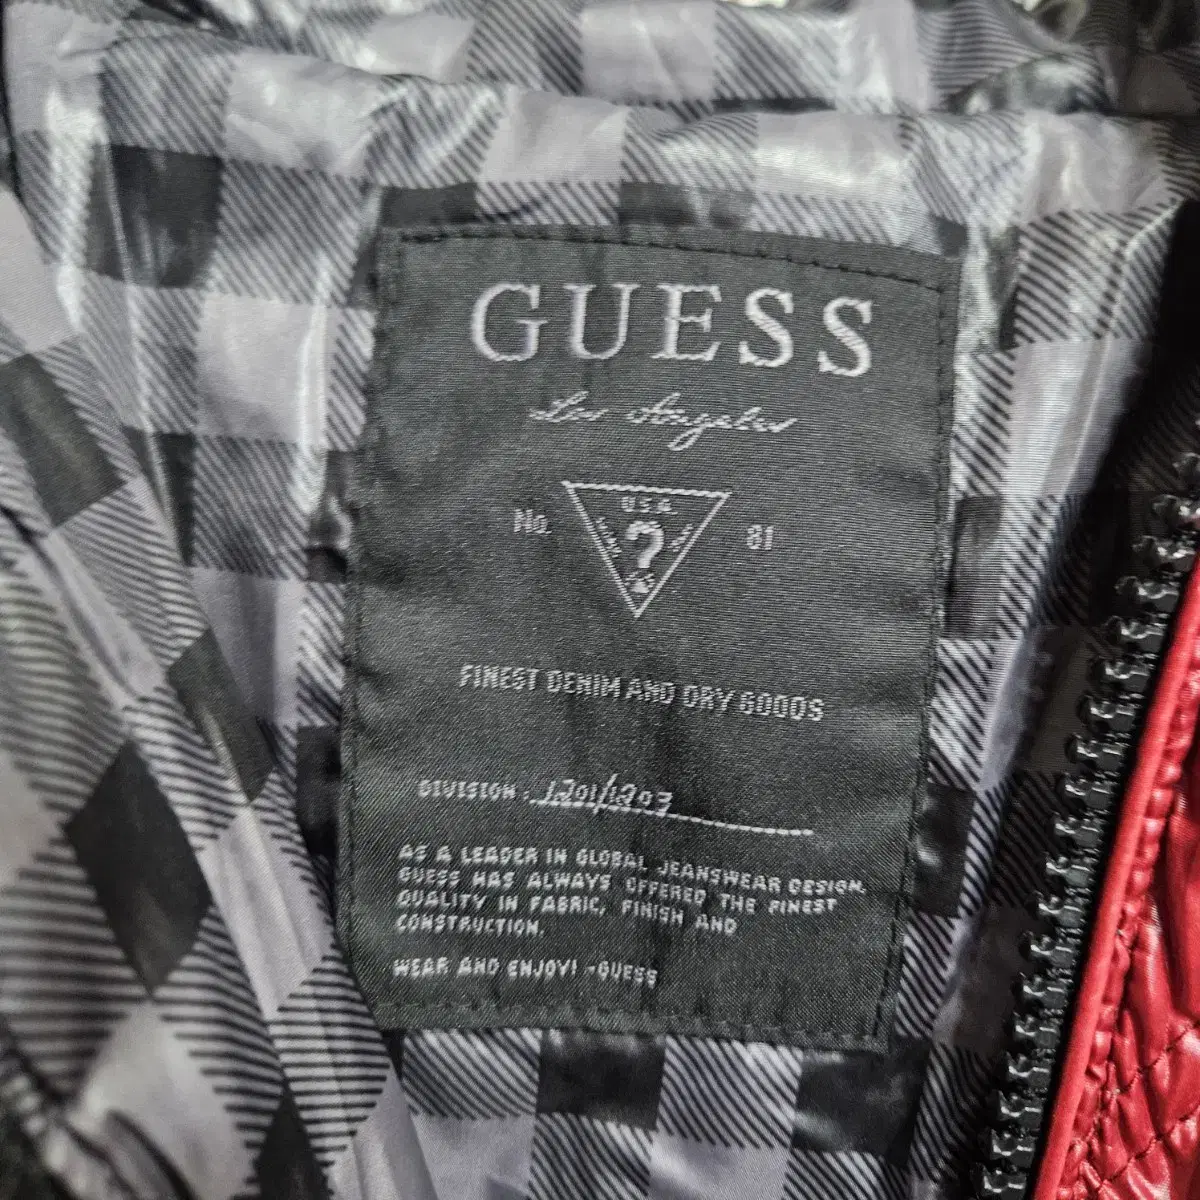 GUESS
Los Angeles
U.S.A.
No. ? 81
FINEST DENIM AND DRY GOODS
DIVISION: 1201/1203
AS A LEADER IN GLOBAL JEANSWEAR DESIGN,
GUESS HAS ALWAYS OFFERED THE FINEST
QUALITY IN FABRIC, FINISH AND
CONSTRUCTION.
WEAR AND ENJOY! -GUESS